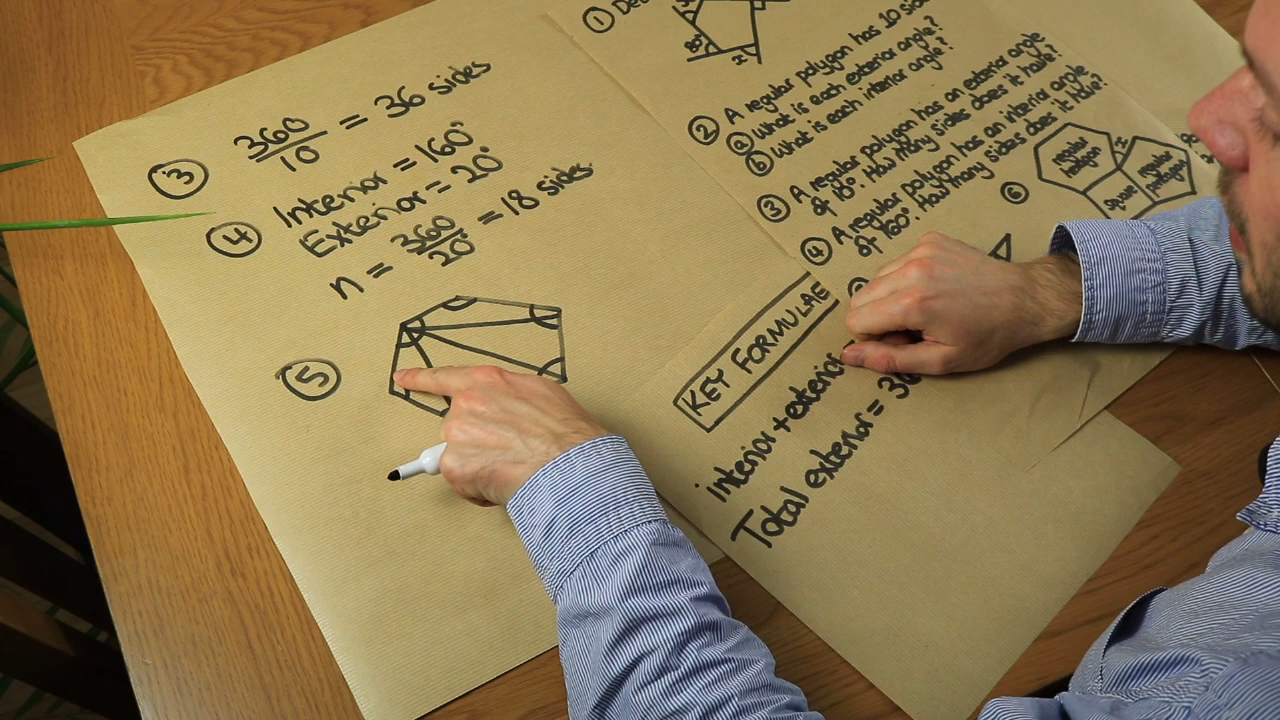 ③ 360/10 = 36 sides
④ Interior = 160°
Exterior = 20°
n = 360/20 = 18 sides
⑤
①
80°
x
② A regular polygon has 10 sides
ⓐ What is each exterior angle?
ⓑ What is each interior angle?
③ A regular polygon has an exterior angle
of 10°. How many sides does it have?
④ A regular polygon has an interior angle
of 160°. How many sides does it have?
⑥
regular
hexagon
x
square
regular
pentagon
KEY FORMULAE
interior + exterior
Total exterior =